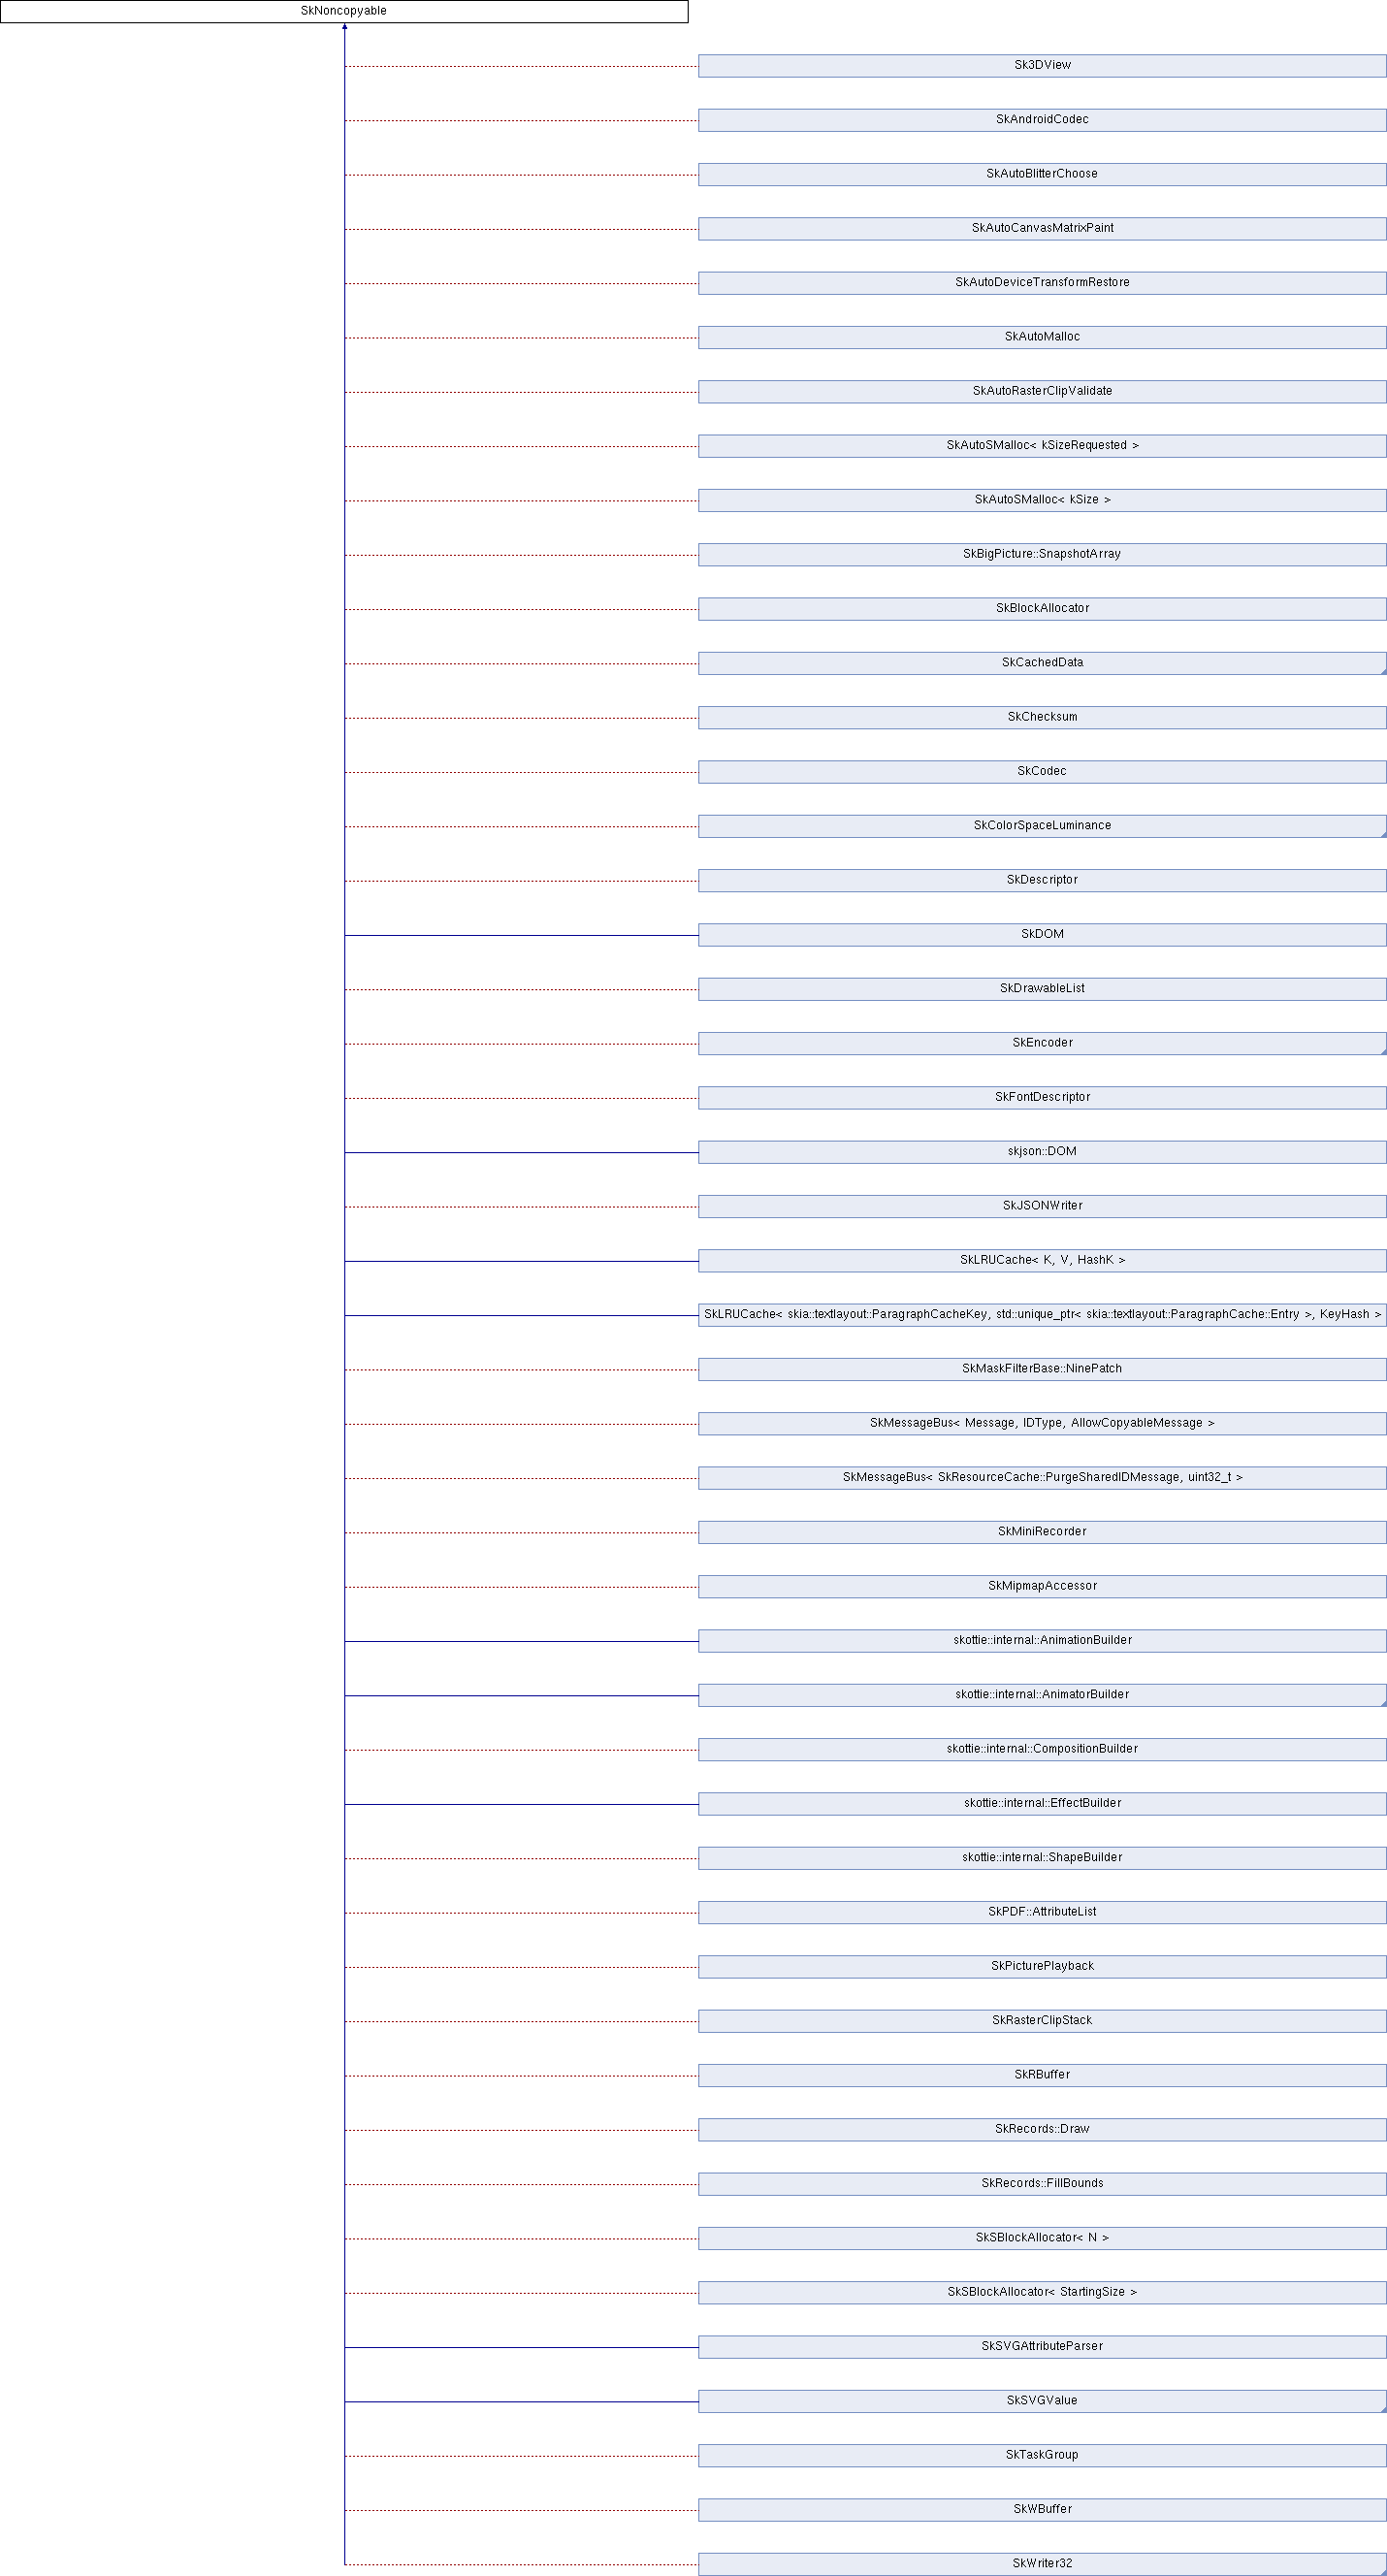 SkNoncopyable
Sk3DView
SkAndroidCodec
SkAutoBlitterChoose
SkAutoCanvasMatrixPaint
SkAutoDeviceTransformRestore
SkAutoMalloc
SkAutoRasterClipValidate
SkAutoSMalloc< kSizeRequested >
SkAutoSMalloc< kSize >
SkBigPicture::SnapshotArray
SkBlockAllocator
SkCachedData
SkChecksum
SkCodec
SkColorSpaceLuminance
SkDescriptor
SkDOM
SkDrawableList
SkEncoder
SkFontDescriptor
skjson::DOM
SkJSONWriter
SkLRUCache< K, V, HashK >
SkLRUCache< skia::textlayout::ParagraphCacheKey, std::unique_ptr< skia::textlayout::ParagraphCache::Entry >, KeyHash >
SkMaskFilterBase::NinePatch
SkMessageBus< Message, IDType, AllowCopyableMessage >
SkMessageBus< SkResourceCache::PurgeSharedIDMessage, uint32_t >
SkMiniRecorder
SkMipmapAccessor
skottie::internal::AnimationBuilder
skottie::internal::AnimatorBuilder
skottie::internal::CompositionBuilder
skottie::internal::EffectBuilder
skottie::internal::ShapeBuilder
SkPDF::AttributeList
SkPicturePlayback
SkRasterClipStack
SkRBuffer
SkRecords::Draw
SkRecords::FillBounds
SkSBlockAllocator< N >
SkSBlockAllocator< StartingSize >
SkSVGAttributeParser
SkSVGValue
SkTaskGroup
SkWBuffer
SkWriter32